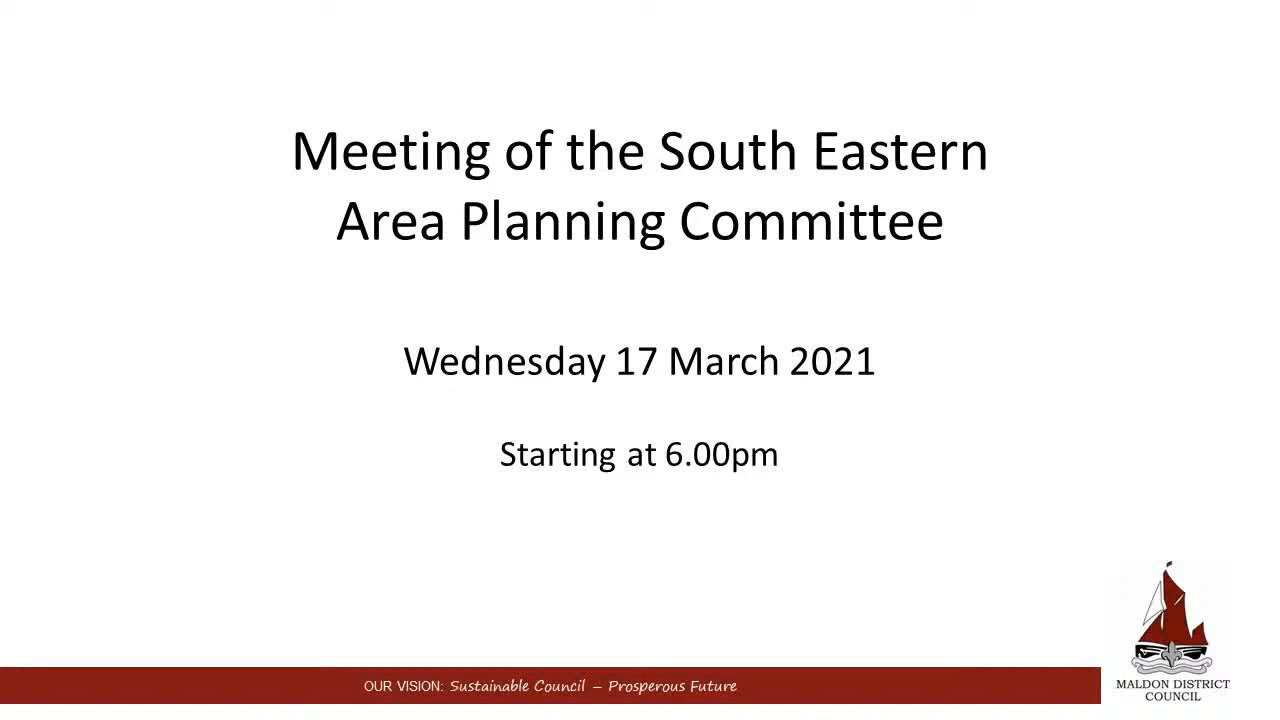 Meeting of the South Eastern
Area Planning Committee
Wednesday 17 March 2021
Starting at 6.00pm
OUR VISION: Sustainable Council – Prosperous Future
MALDON DISTRICT
COUNCIL